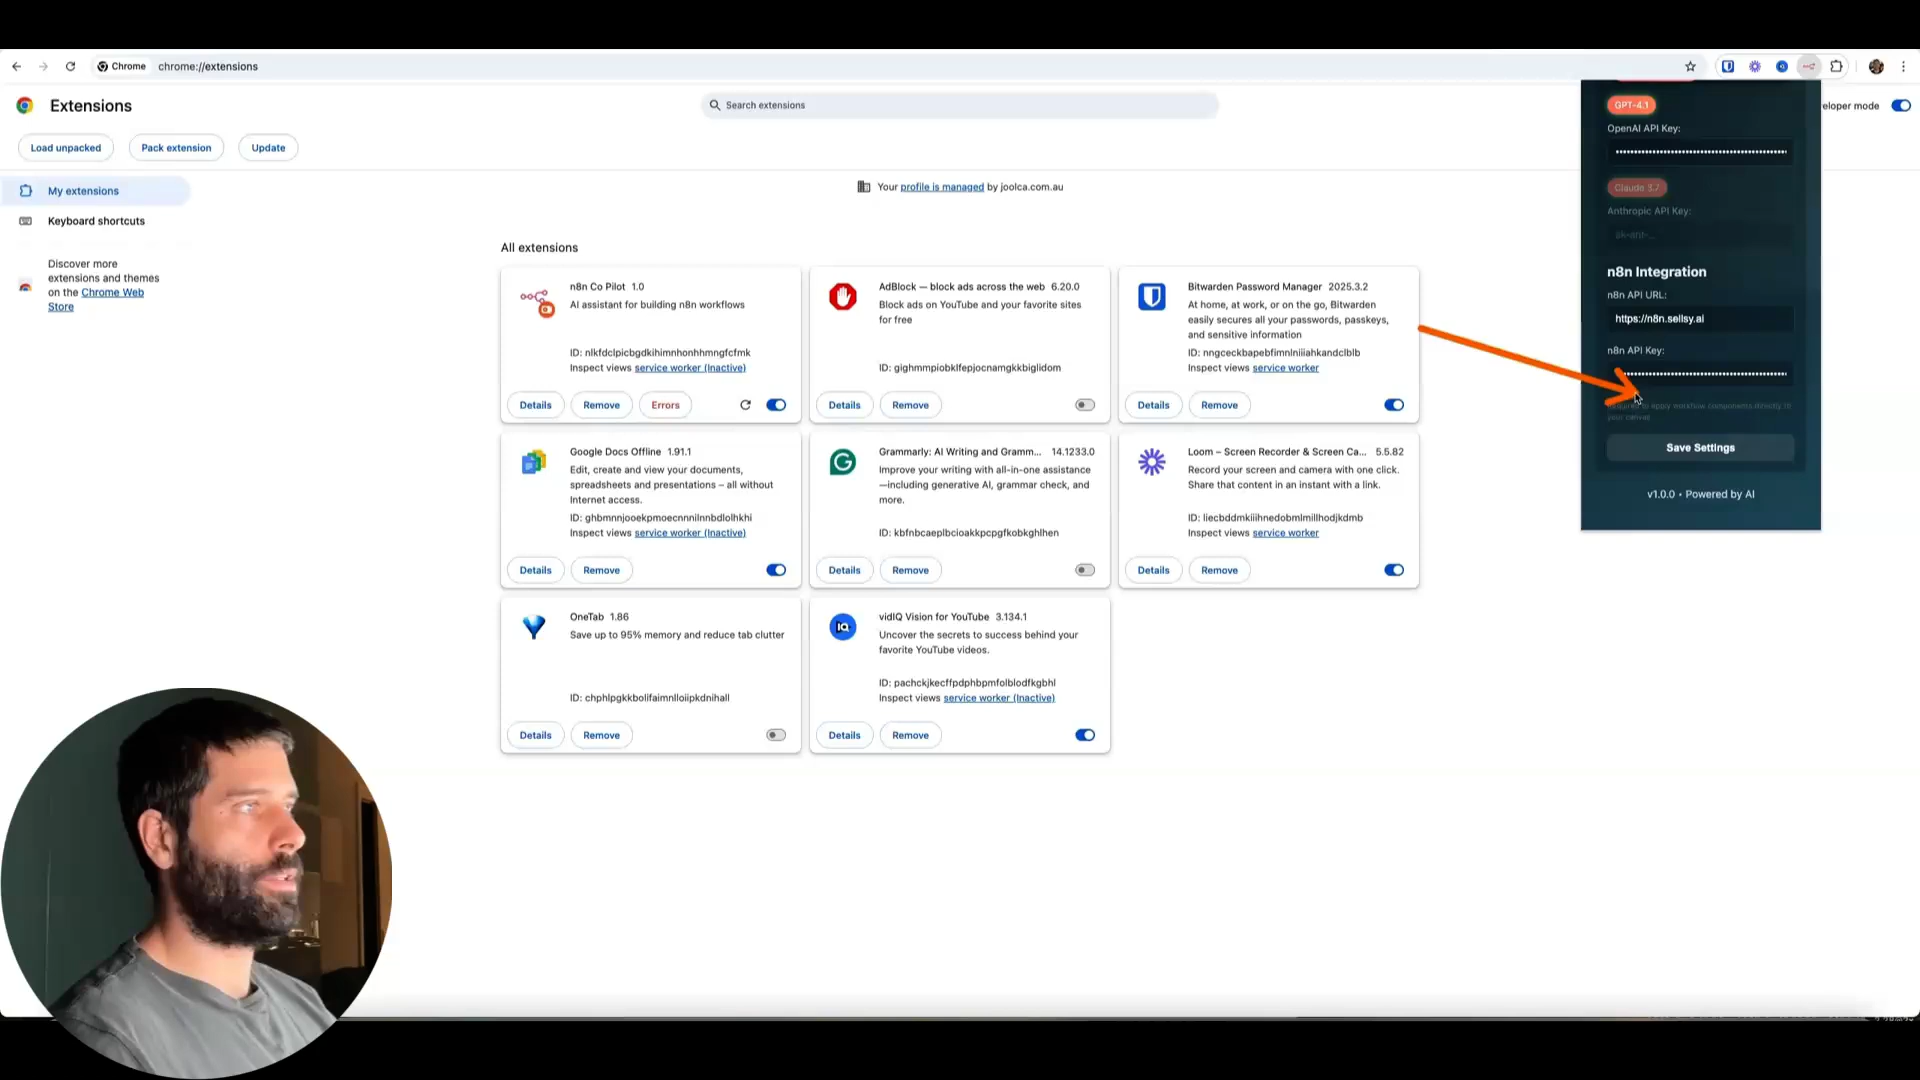 Chrome
chrome://extensions
Extensions
Search extensions
eloper mode
Load unpacked
Pack extension
Update
My extensions
Keyboard shortcuts
Discover more
extensions and themes
on the Chrome Web
Store
Your profile is managed by joolca.com.au
All extensions
n8n Co Pilot 1.0
AI assistant for building n8n workflows
ID: nlkfdclpicbgdkihimnhonhhmngfcfmk
Inspect views service worker (Inactive)
Details
Remove
Errors
AdBlock — block ads across the web 6.20.0
Block ads on YouTube and your favorite sites
for free
ID: gighmmpiobklfepjocnamgkkbiglidom
Details
Remove
Bitwarden Password Manager 2025.3.2
At home, at work, or on the go, Bitwarden
easily secures all your passwords, passkeys,
and sensitive information
ID: nngceckbapebfimnlniiiahkandclblb
Inspect views service worker
Details
Remove
Google Docs Offline 1.91.1
Edit, create and view your documents,
spreadsheets and presentations – all without
Internet access.
ID: ghbmnnjooekpmoecnnnilnnbdlolhkhi
Inspect views service worker (Inactive)
Details
Remove
Grammarly: AI Writing and Gramm... 14.1233.0
Improve your writing with all-in-one assistance
—including generative AI, grammar check, and
more.
ID: kbfnbcaeplbcioakkpcpgfkobkghlhen
Details
Remove
Loom – Screen Recorder & Screen Ca... 5.5.82
Record your screen and camera with one click.
Share that content in an instant with a link.
ID: liecbddmkiiihnedobmlmillhodjkdmb
Inspect views service worker
Details
Remove
OneTab 1.86
Save up to 95% memory and reduce tab clutter
ID: chphlpgkkbolifaimnlloiipkdnihall
Details
Remove
vidIQ Vision for YouTube 3.134.1
Uncover the secrets to success behind your
favorite YouTube videos.
ID: pachckjkecffpdphbpmfolblodfkgbhl
Inspect views service worker (Inactive)
Details
Remove
GPT-4.1
OpenAI API Key:
Claude 3.7
Anthropic API Key:
sk-ant-...
n8n Integration
n8n API URL:
https://n8n.sellsy.ai
n8n API Key:
Required to apply workflow components directly to
your canvas
Save Settings
v1.0.0 • Powered by AI